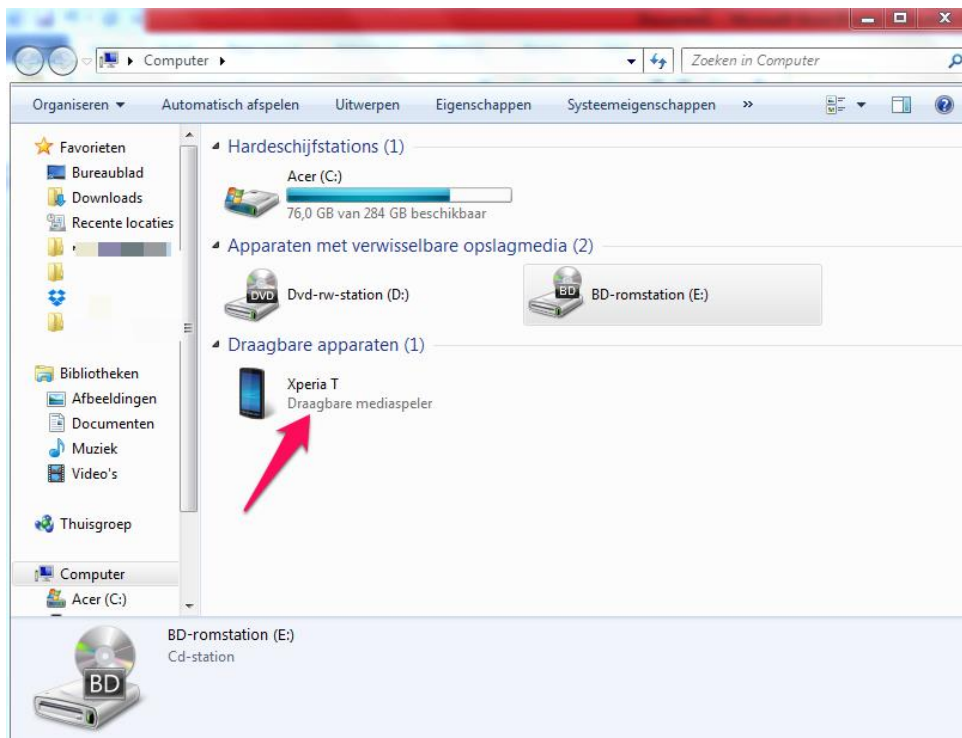 Computer
Zoeken in Computer
Organiseren
Automatisch afspelen
Uitwerpen
Eigenschappen
Systeemeigenschappen
»
Favorieten
Bureaublad
Downloads
Recente locaties
Bibliotheken
Afbeeldingen
Documenten
Muziek
Video's
Thuisgroep
Computer
Acer (C:)
Hardeschijfstations (1)
Acer (C:)
76,0 GB van 284 GB beschikbaar
Apparaten met verwisselbare opslagmedia (2)
DVD
Dvd-rw-station (D:)
BD
BD-romstation (E:)
Draagbare apparaten (1)
Xperia T
Draagbare mediaspeler
BD
BD-romstation (E:)
Cd-station